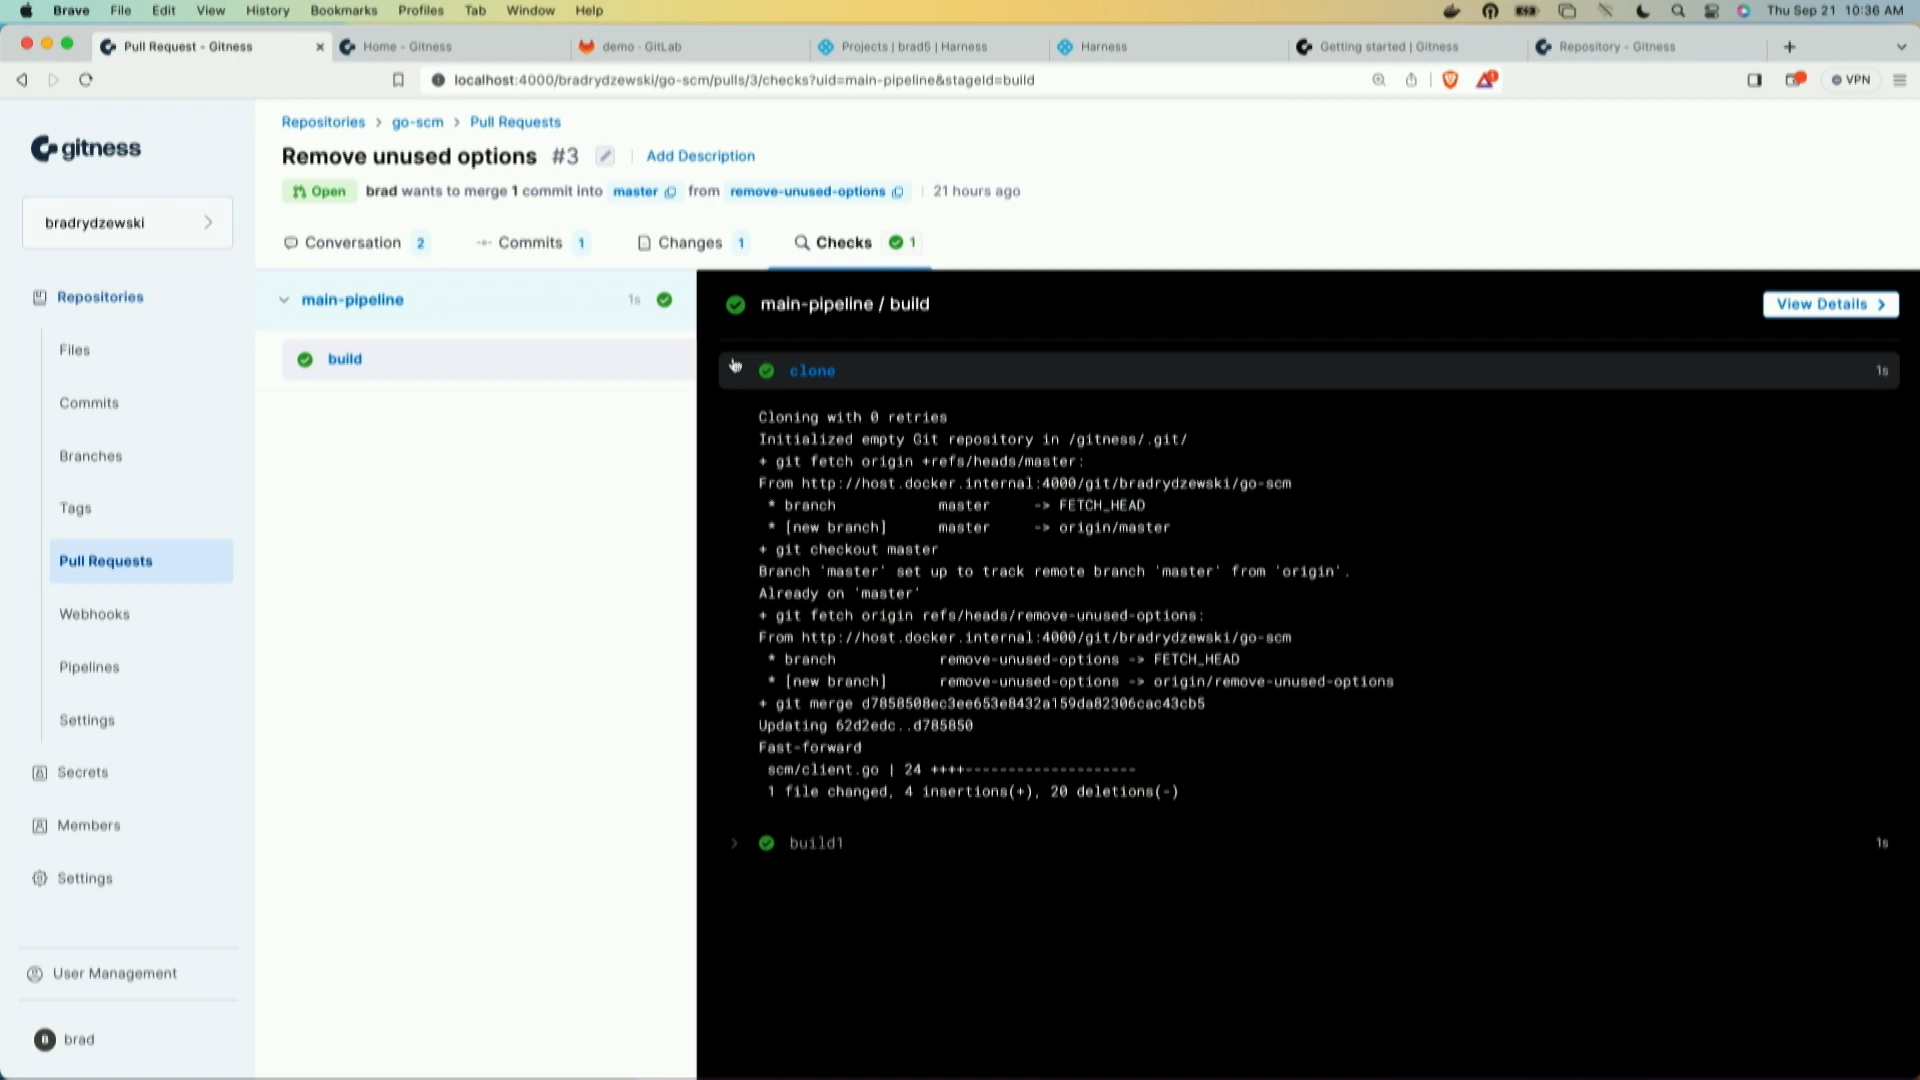 Brave File Edit View History Bookmarks Profiles Tab Window Help Thu Sep 21 10:36 AM
Pull Request - Gitness Home - Gitness demo · GitLab Projects | brad5 | Harness Harness Getting started | Gitness Repository - Gitness
localhost:4000/bradrydzewski/go-scm/pulls/3/checks?uid=main-pipeline&stageId=build VPN
gitness
bradrydzewski
Repositories
Files
Commits
Branches
Tags
Pull Requests
Webhooks
Pipelines
Settings
Secrets
Members
Settings
User Management
B brad
Repositories > go-scm > Pull Requests
Remove unused options #3 Add Description
Open brad wants to merge 1 commit into master from remove-unused-options | 21 hours ago
Conversation 2 Commits 1 Changes 1 Checks 1
main-pipeline 1s
build
main-pipeline / build View Details >
clone 1s
Cloning with 0 retries
Initialized empty Git repository in /gitness/.git/
+ git fetch origin +refs/heads/master:
From http://host.docker.internal:4000/git/bradrydzewski/go-scm
* branch master -> FETCH_HEAD
* [new branch] master -> origin/master
+ git checkout master
Branch 'master' set up to track remote branch 'master' from 'origin'.
Already on 'master'
+ git fetch origin refs/heads/remove-unused-options:
From http://host.docker.internal:4000/git/bradrydzewski/go-scm
* branch remove-unused-options -> FETCH_HEAD
* [new branch] remove-unused-options -> origin/remove-unused-options
+ git merge d7858508ec3ee653e8432a159da82306cac43cb5
Updating 62d2edc..d785850
Fast-forward
scm/client.go | 24 ++++--------------------
1 file changed, 4 insertions(+), 20 deletions(-)
build1 1s